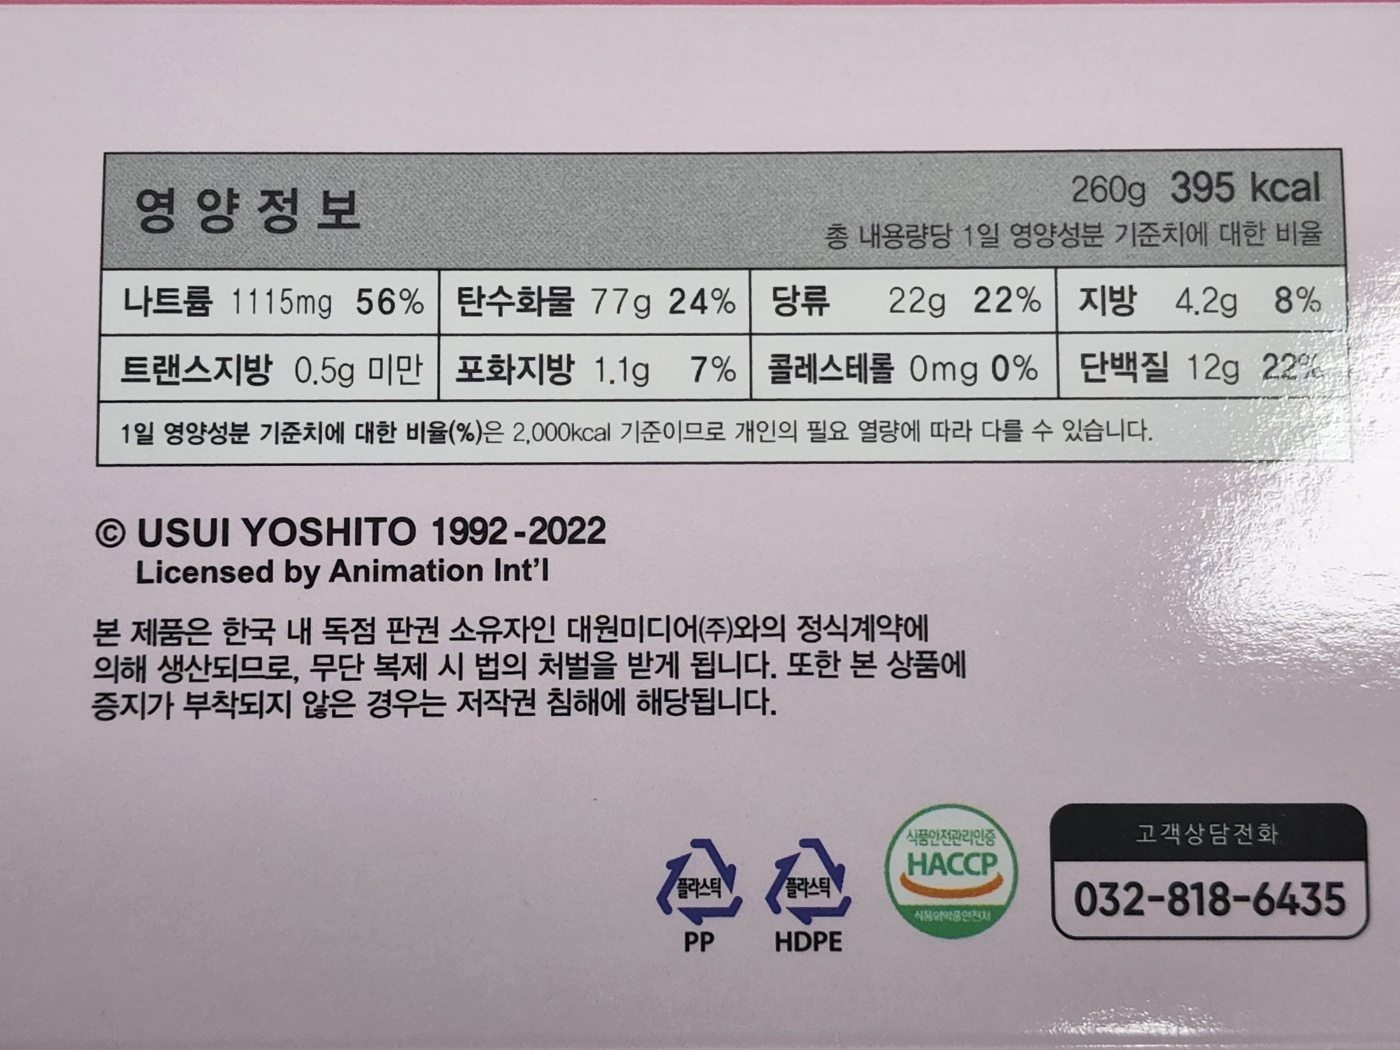 영양정보
260g 395 kcal
총 내용량당 1일 영양성분 기준치에 대한 비율
나트륨 1115mg 56% 탄수화물 77g 24% 당류 22g 22% 지방 4.2g 8%
트랜스지방 0.5g 미만 포화지방 1.1g 7% 콜레스테롤 0mg 0% 단백질 12g 22%
1일 영양성분 기준치에 대한 비율(%)은 2,000kcal 기준이므로 개인의 필요 열량에 따라 다를 수 있습니다.
© USUI YOSHITO 1992-2022
Licensed by Animation Int'l
본 제품은 한국 내 독점 판권 소유자인 대원미디어(주)와의 정식계약에
의해 생산되므로, 무단 복제 시 법의 처벌을 받게 됩니다. 또한 본 상품에
증지가 부착되지 않은 경우는 저작권 침해에 해당됩니다.
플라스틱
PP
플라스틱
HDPE
식품안전관리인증
HACCP
식품의약품안전처
고객상담전화
032-818-6435